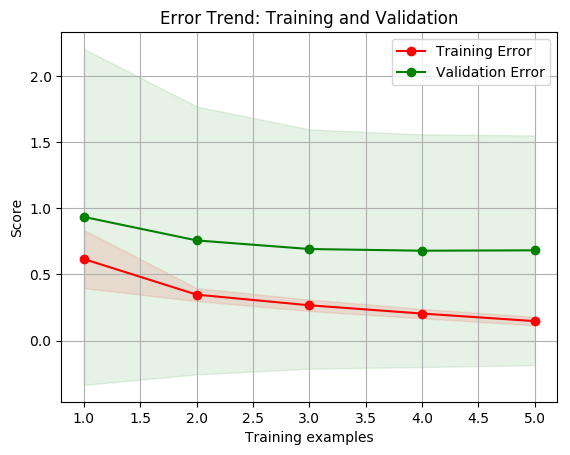 Error Trend: Training and Validation
Training Error
Validation Error
Score
2.0
1.5
1.0
0.5
0.0
1.0 1.5 2.0 2.5 3.0 3.5 4.0 4.5 5.0
Training examples